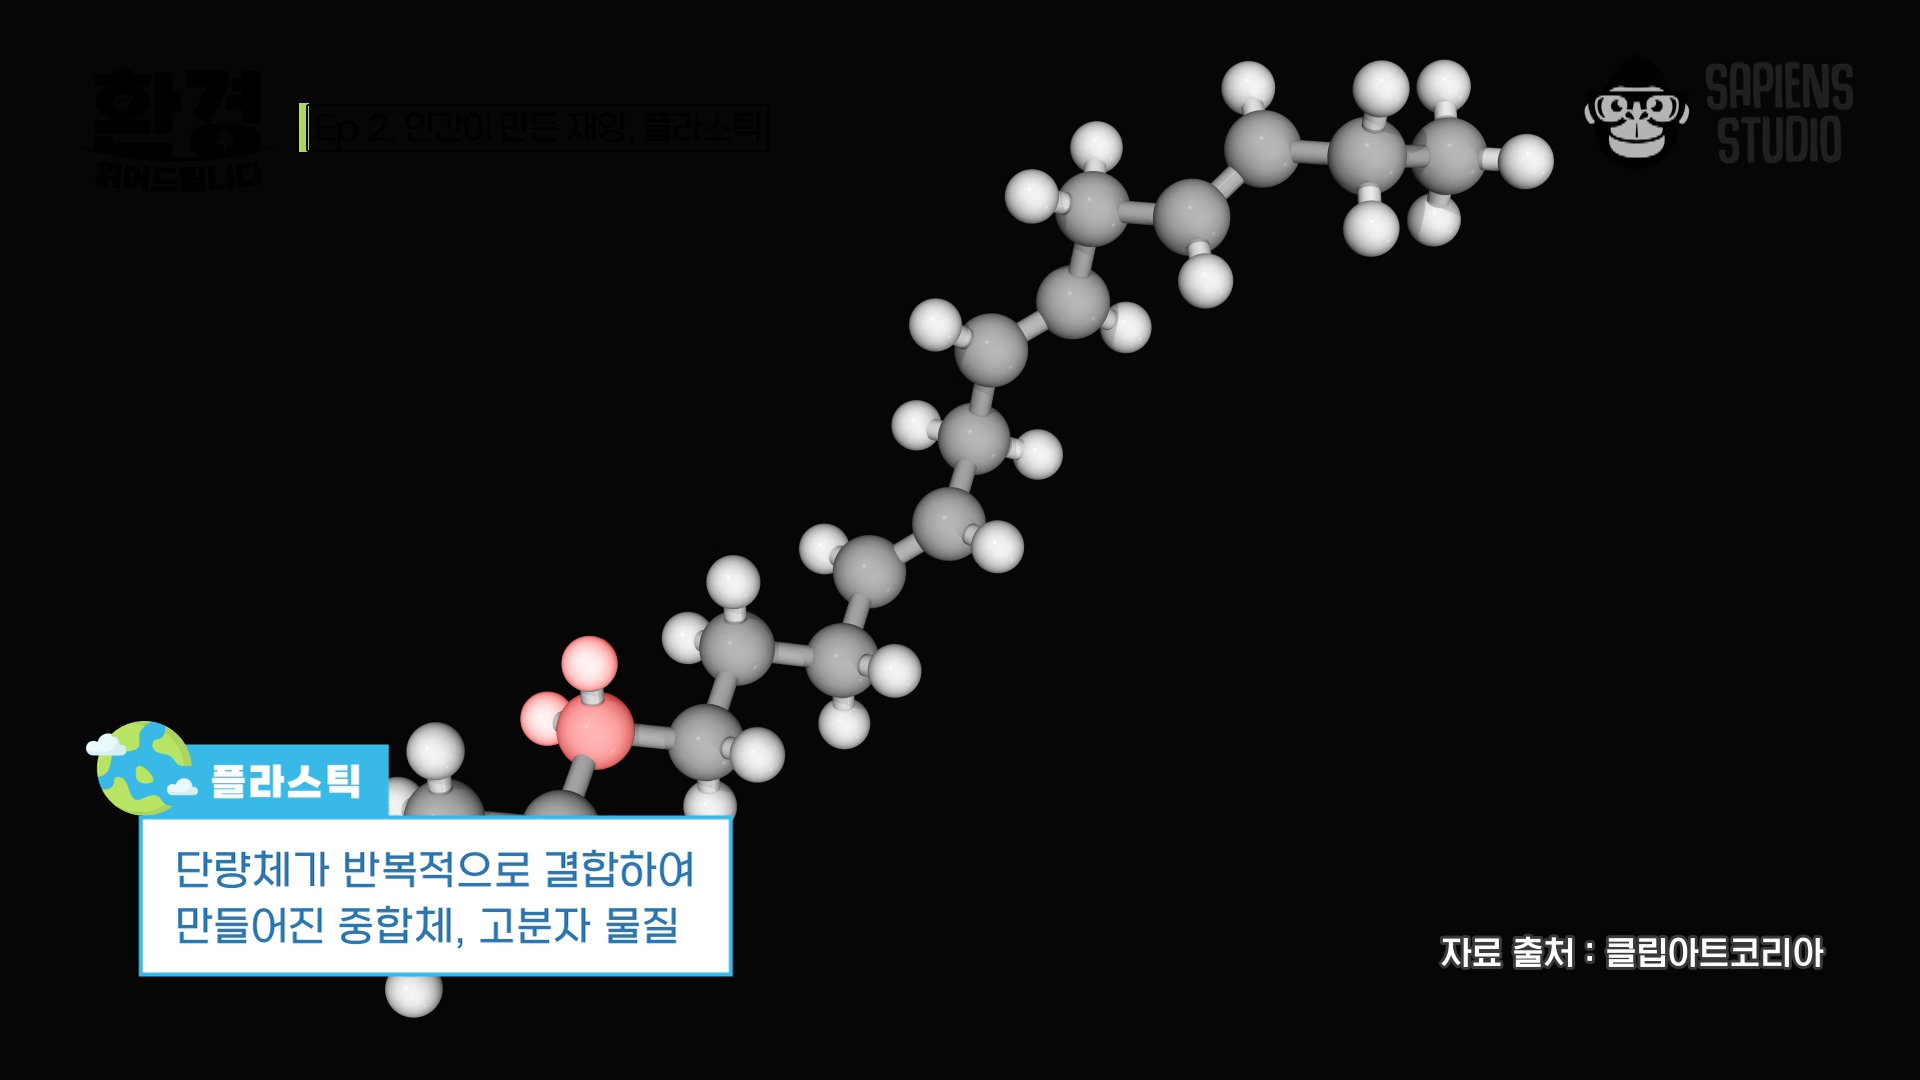 환경
읽어드립니다
Ep 2. 인간이 만든 재앙, 플라스틱
SAPIENS
STUDIO
플라스틱
단량체가 반복적으로 결합하여
만들어진 중합체, 고분자 물질
자료 출처 : 클립아트코리아